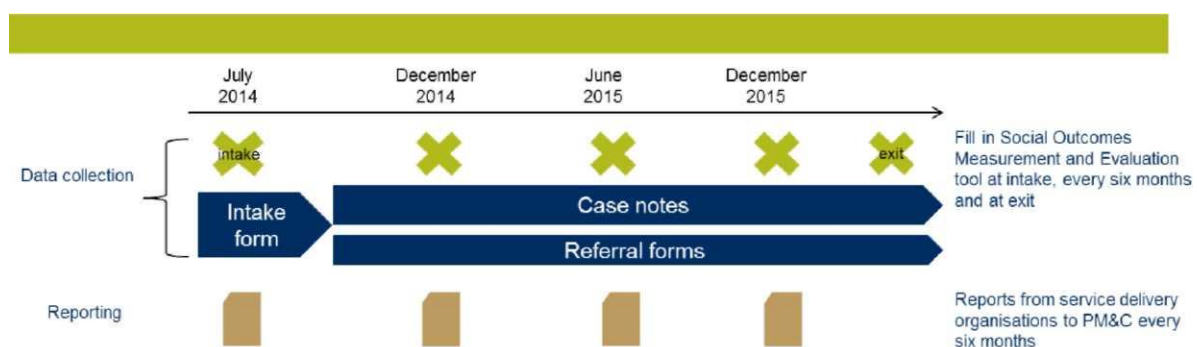 July
2014
December
2014
June
2015
December
2015
Data collection
intake
exit
Fill in Social Outcomes
Measurement and Evaluation
tool at intake, every six months
and at exit
Intake
form
Case notes
Referral forms
Reporting
Reports from service delivery
organisations to PM&C every
six months